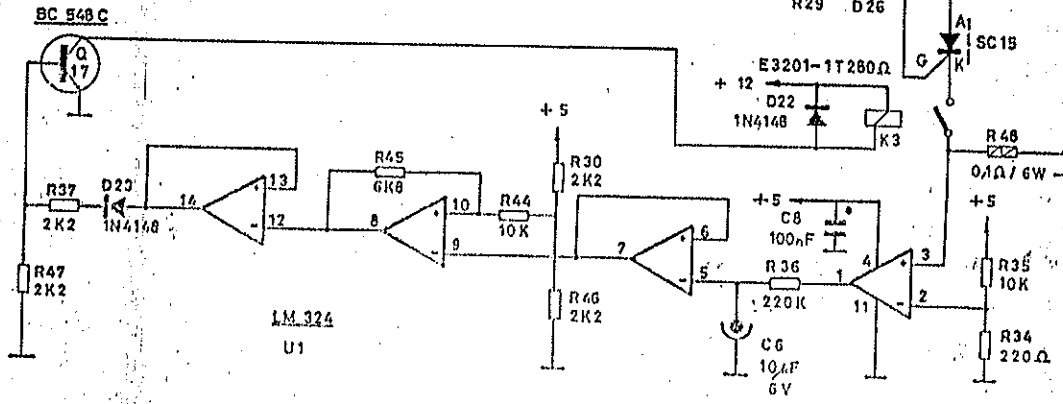 BC 548 C
Q
17
R29 D26
A
SC15
G
K
E3201-1T260Ω
+ 12
D22
1N4148
K3
R48
0,1Ω / 6W
+ 5
R45
6K8
R30
2K2
13
14
12
R37
2K2
D23
1N4148
10
8
9
R44
10K
+ 5
C8
100nF
4
3
1
2
11
+ 5
R35
10K
6
7
5
R36
220K
R47
2K2
LM 324
U1
R46
2K2
C6
10µF
6V
R34
220Ω